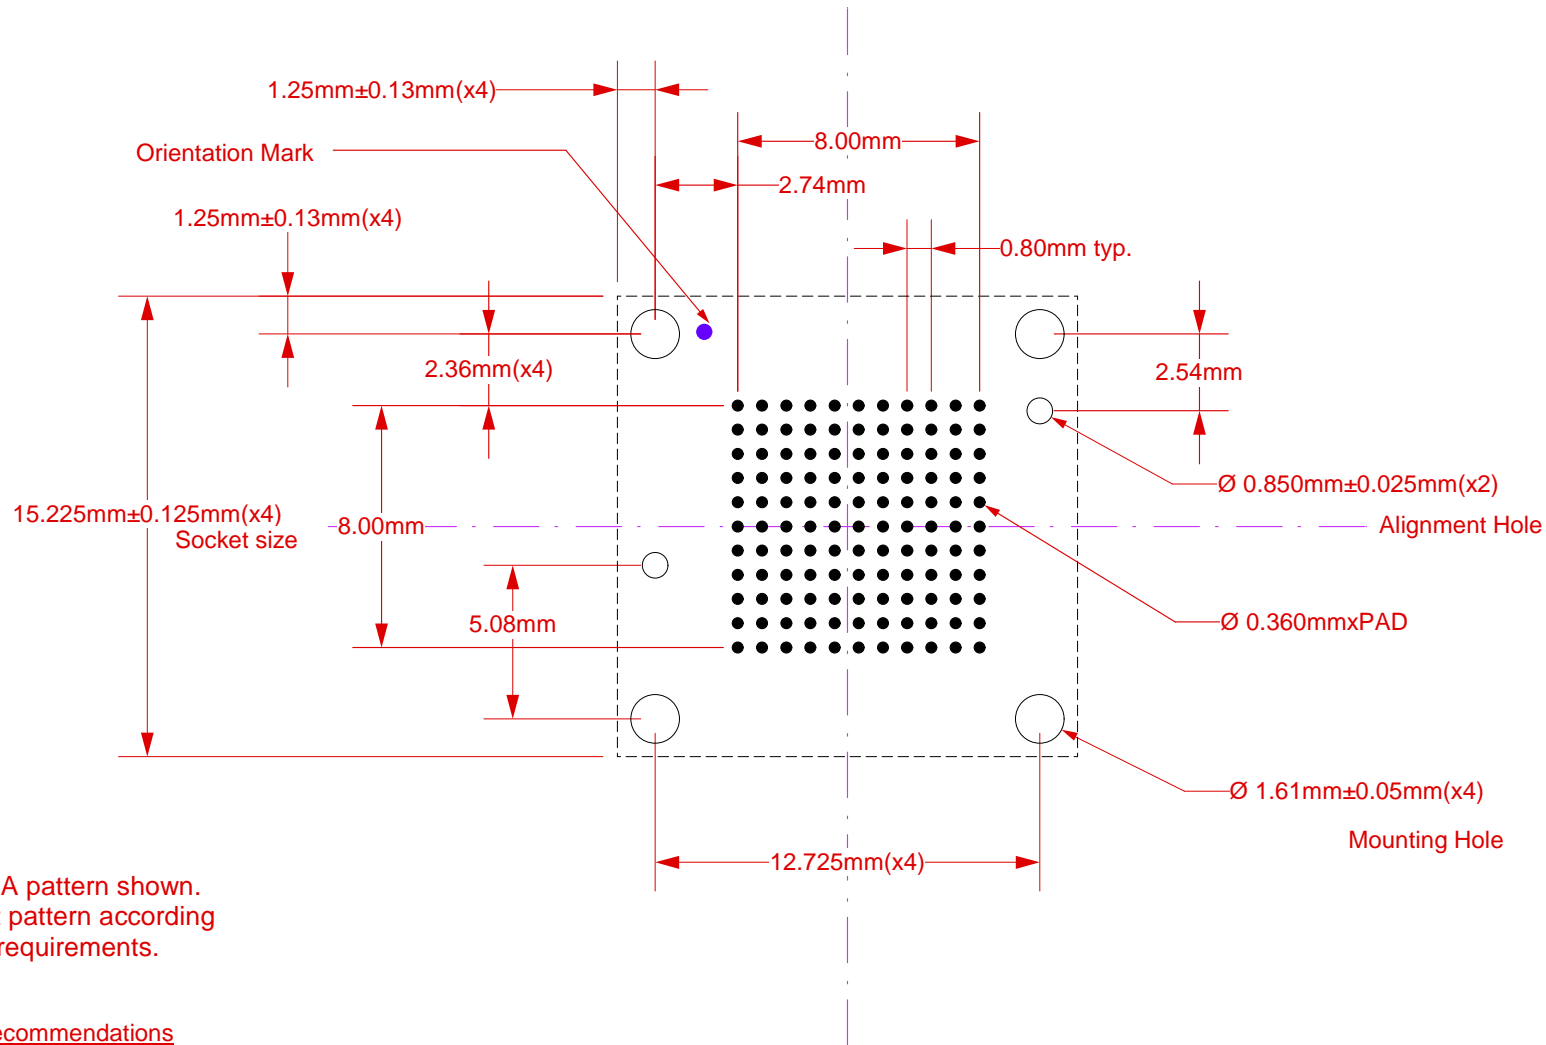 1.25mm±0.13mm(x4)
8.00mm
Orientation Mark
2.74mm
1.25mm±0.13mm(x4)
0.80mm typ.
2.36mm(x4)
2.54mm
Ø 0.850mm±0.025mm(x2)
15.225mm±0.125mm(x4)
Socket size
8.00mm
Alignment Hole
5.08mm
Ø 0.360mmxPAD
Ø 1.61mm±0.05mm(x4)
Mounting Hole
12.725mm(x4)
A pattern shown.
pattern according
requirements.
ecommendations